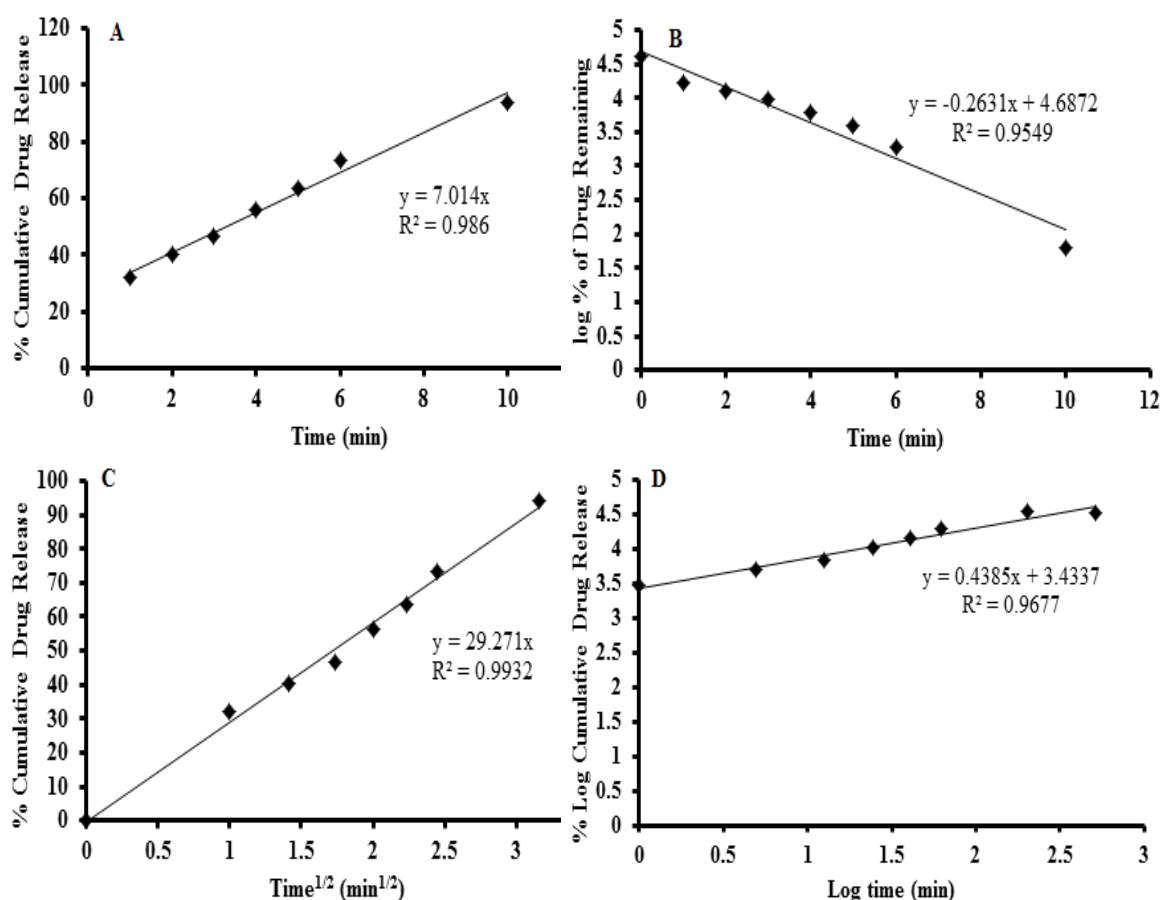 A
% Cumulative Drug Release
120
100
80
60
40
20
0
y = 7.014x
R² = 0.986
0 2 4 6 8 10
Time (min)
B
log % of Drug Remaining
5
4.5
4
3.5
3
2.5
2
1.5
1
0.5
0
y = -0.2631x + 4.6872
R² = 0.9549
0 2 4 6 8 10 12
Time (min)
C
% Cumulative Drug Release
100
90
80
70
60
50
40
30
20
10
0
y = 29.271x
R² = 0.9932
0 0.5 1 1.5 2 2.5 3
Time^1/2 (min^1/2)
D
% Log Cumulative Drug Release
5
4.5
4
3.5
3
2.5
2
1.5
1
0.5
0
y = 0.4385x + 3.4337
R² = 0.9677
0 0.5 1 1.5 2 2.5 3
Log time (min)